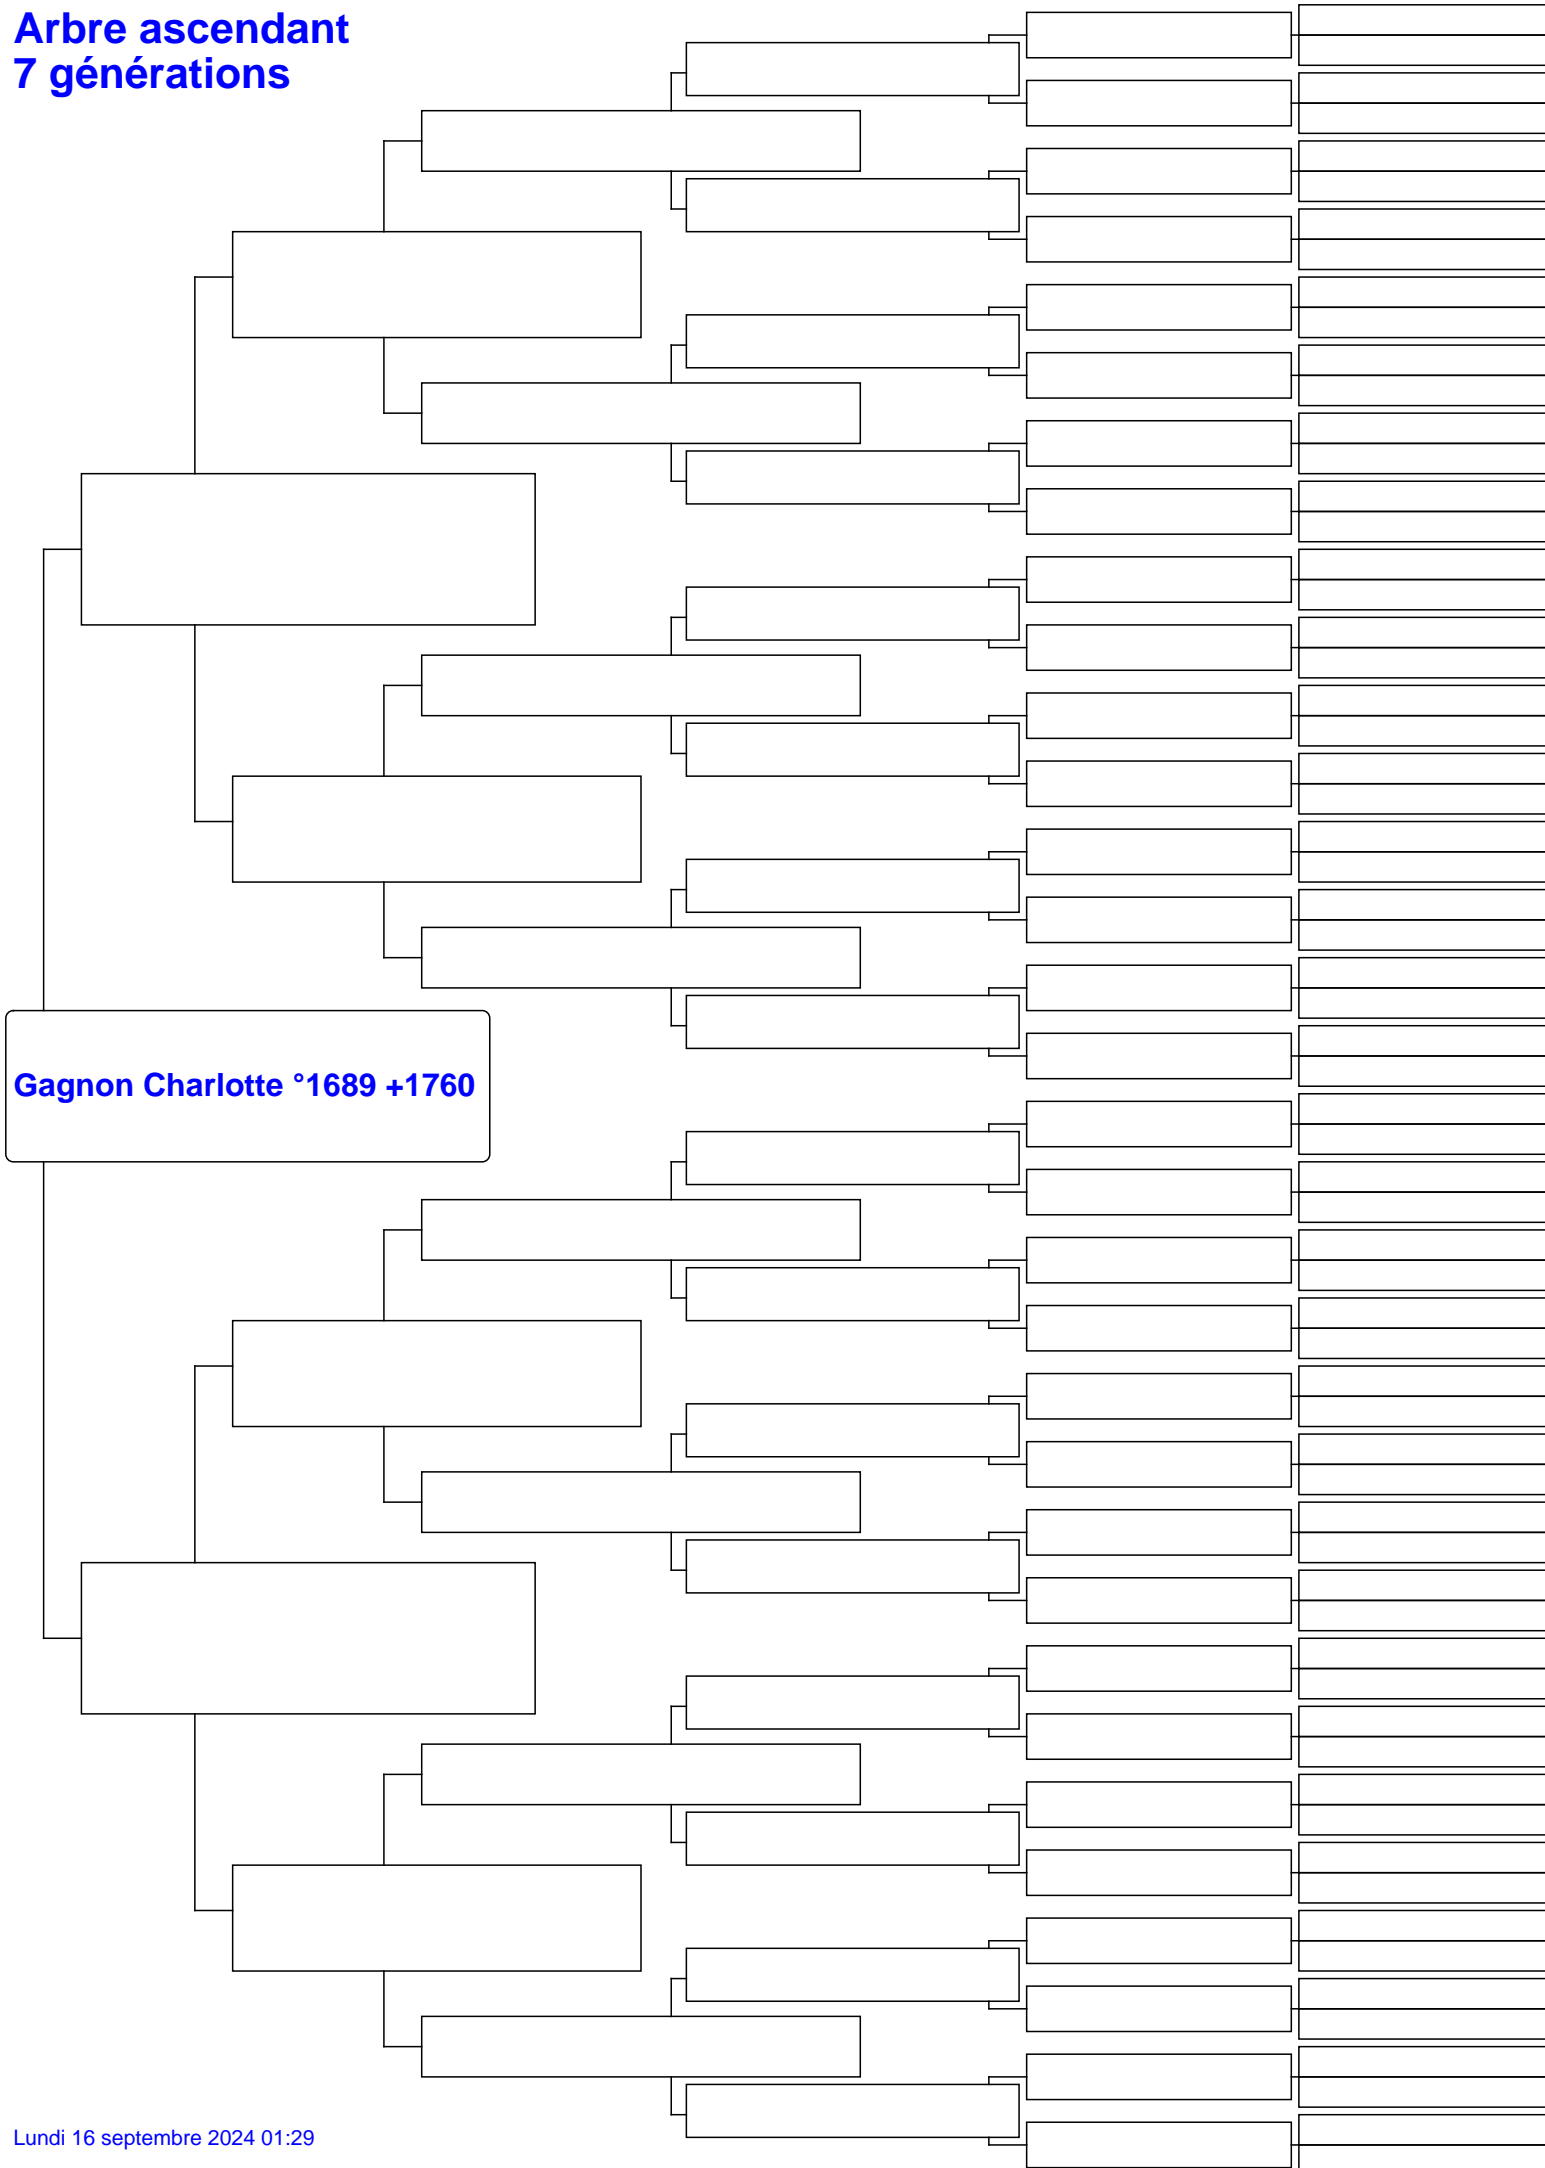 Arbre ascendant
7 générations
Gagnon Charlotte °1689 +1760
Lundi 16 septembre 2024 01:29